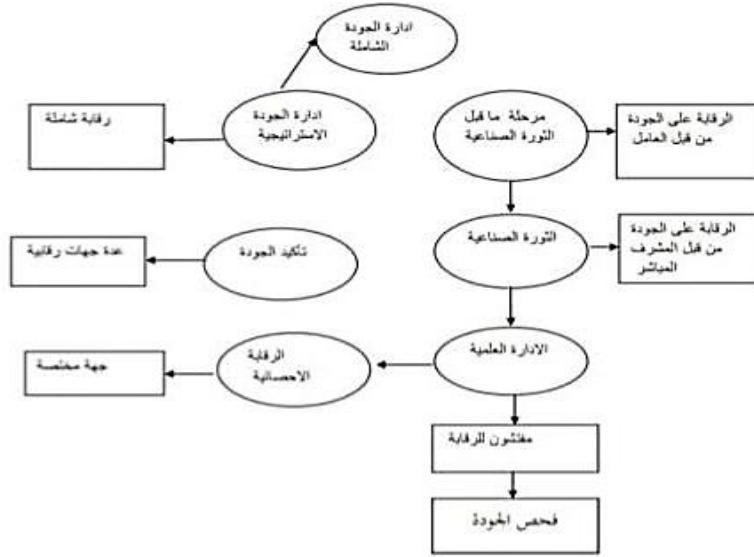 ادارة الجودة
الشاملة
مرحلة ما قبل
الثورة الصناعية
الرقابة على الجودة
من قبل العامل
ادارة الجودة
الاستراتيجية
رقابة شاملة
الثورة الصناعية
الرقابة على الجودة
من قبل المشرف
المباشر
تأكيد الجودة
عدة جهات رقابية
الادارة العلمية
الرقابة
الاحصائية
جهة مختصة
مفتشون للرقابة
فحص الجودة